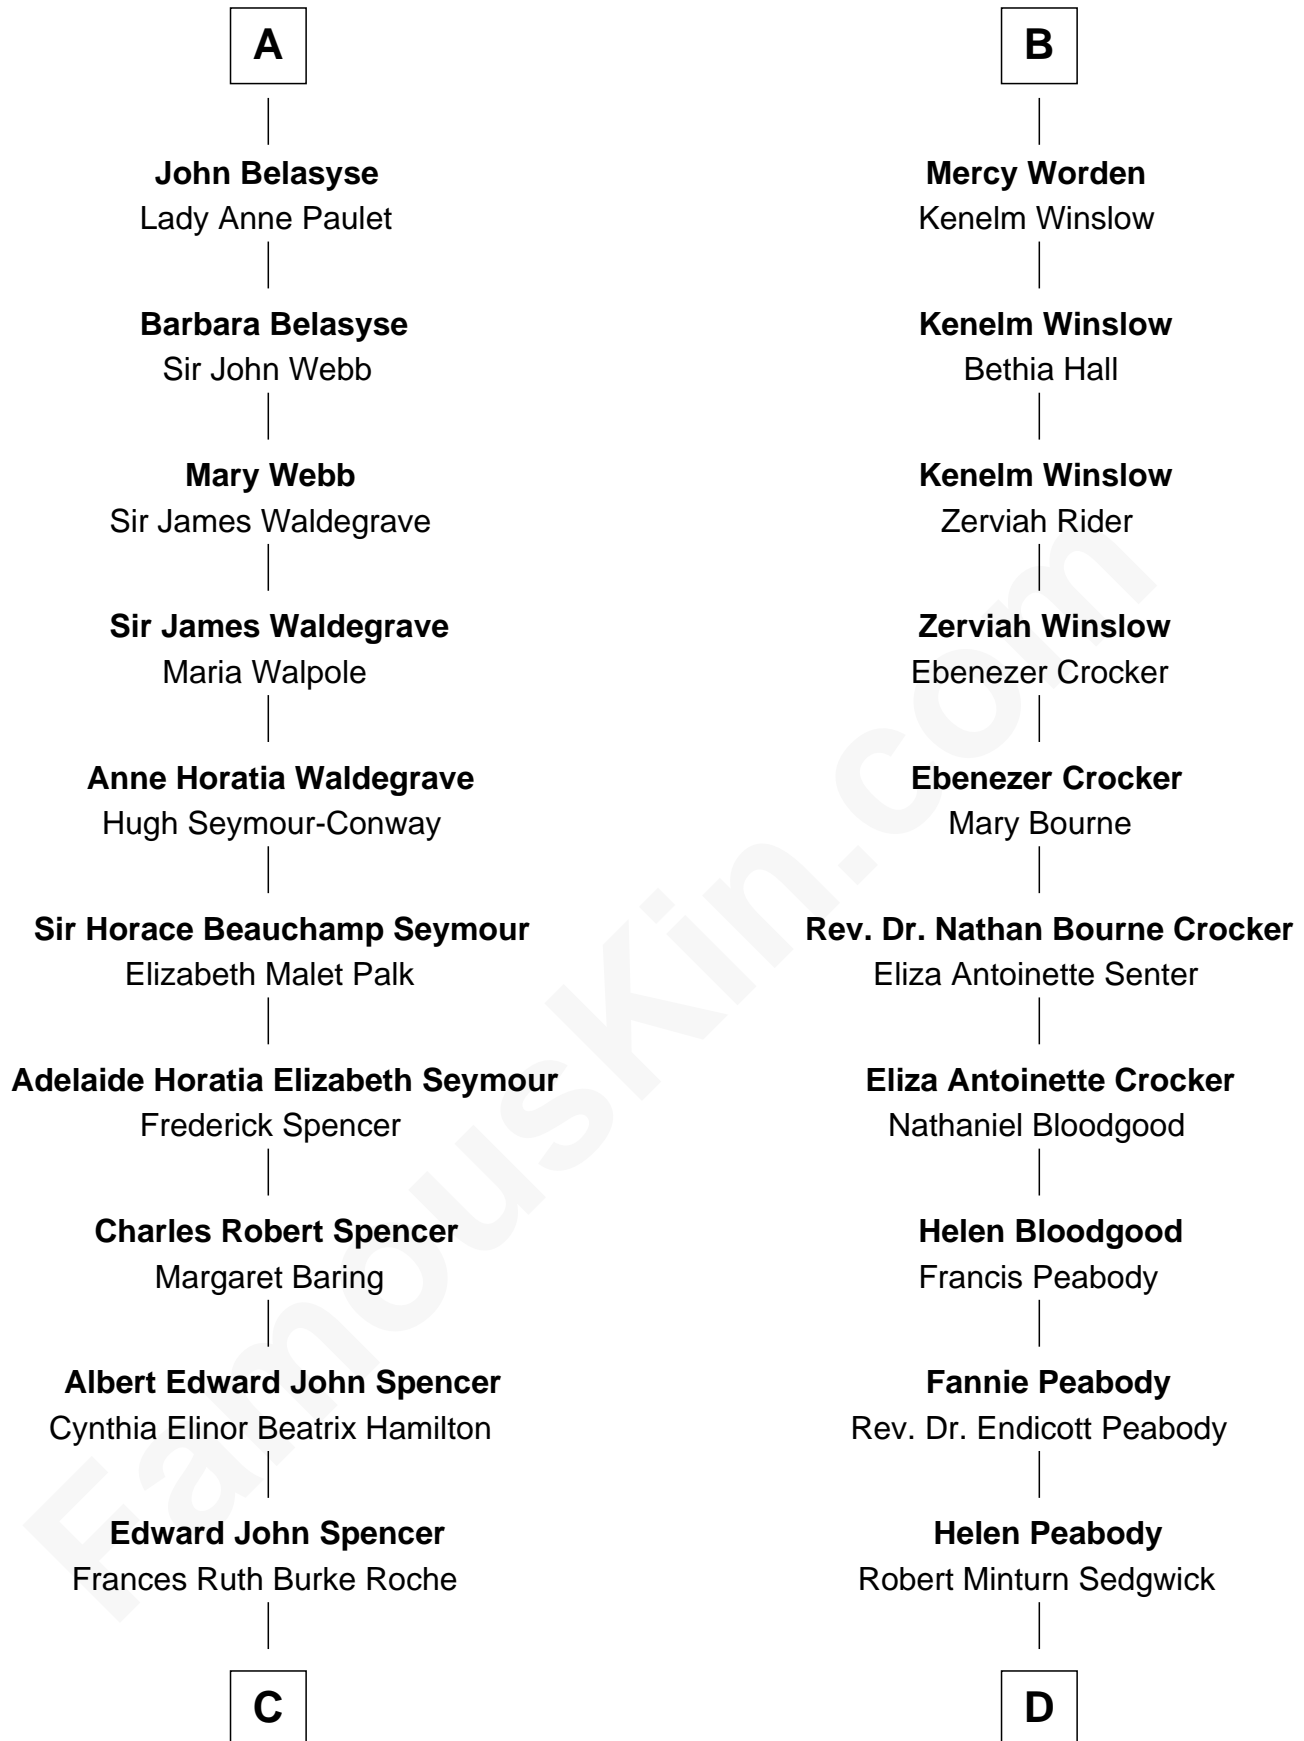 A
John Belasyse
Lady Anne Paulet
Barbara Belasyse
Sir John Webb
Mary Webb
Sir James Waldegrave
Sir James Waldegrave
Maria Walpole
Anne Horatia Waldegrave
Hugh Seymour-Conway
Sir Horace Beauchamp Seymour
Elizabeth Malet Palk
Adelaide Horatia Elizabeth Seymour
Frederick Spencer
Charles Robert Spencer
Margaret Baring
Albert Edward John Spencer
Cynthia Elinor Beatrix Hamilton
Edward John Spencer
Frances Ruth Burke Roche
C
B
Mercy Worden
Kenelm Winslow
Kenelm Winslow
Bethia Hall
Kenelm Winslow
Zerviah Rider
Zerviah Winslow
Ebenezer Crocker
Ebenezer Crocker
Mary Bourne
Rev. Dr. Nathan Bourne Crocker
Eliza Antoinette Senter
Eliza Antoinette Crocker
Nathaniel Bloodgood
Helen Bloodgood
Francis Peabody
Fannie Peabody
Rev. Dr. Endicott Peabody
Helen Peabody
Robert Minturn Sedgwick
D
FamousKin.com